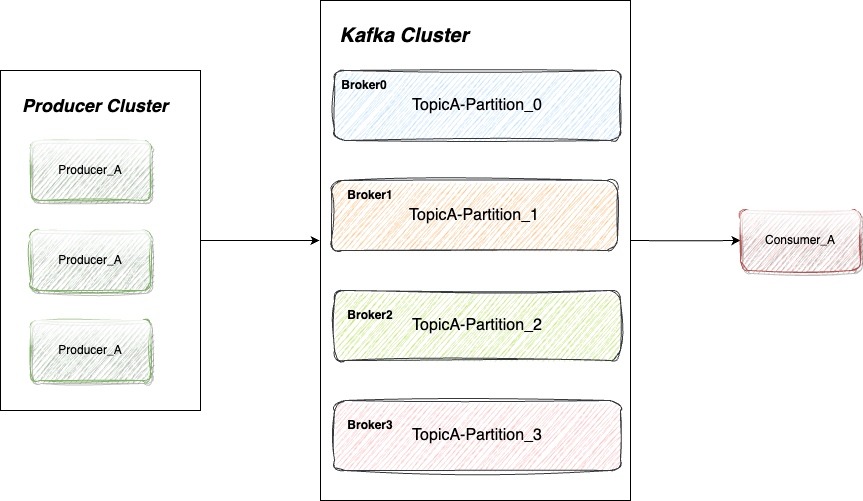 Producer Cluster
Producer_A
Producer_A
Producer_A
Kafka Cluster
Broker0
TopicA-Partition_0
Broker1
TopicA-Partition_1
Broker2
TopicA-Partition_2
Broker3
TopicA-Partition_3
Consumer_A